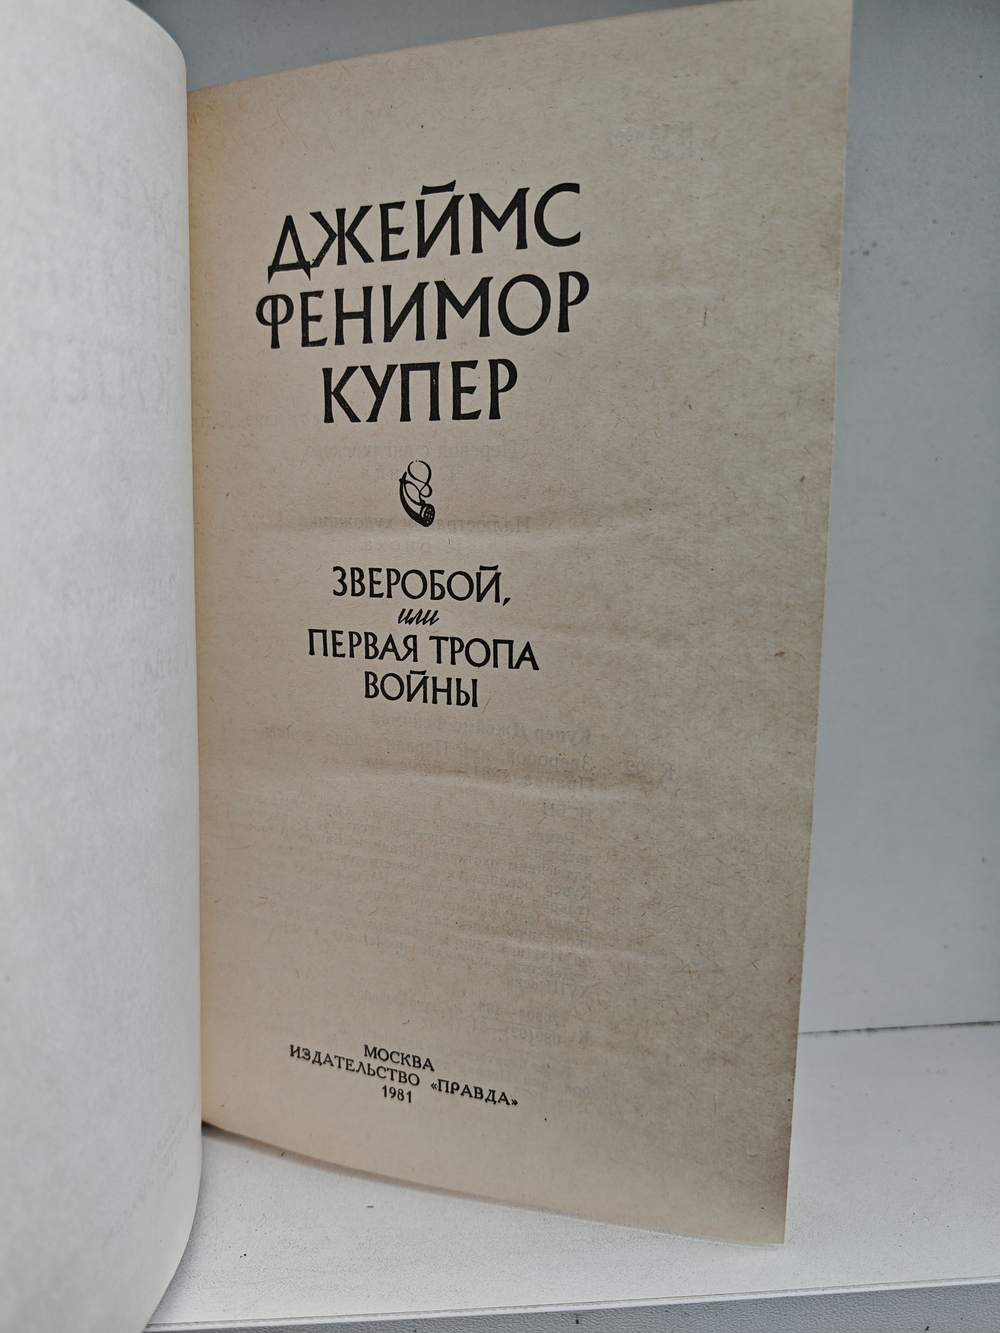 ДЖЕЙМС
ФЕНИМОР
КУПЕР
ЗВЕРОБОЙ,
или
ПЕРВАЯ ТРОПА
ВОЙНЫ
МОСКВА
ИЗДАТЕЛЬСТВО «ПРАВДА»
1981